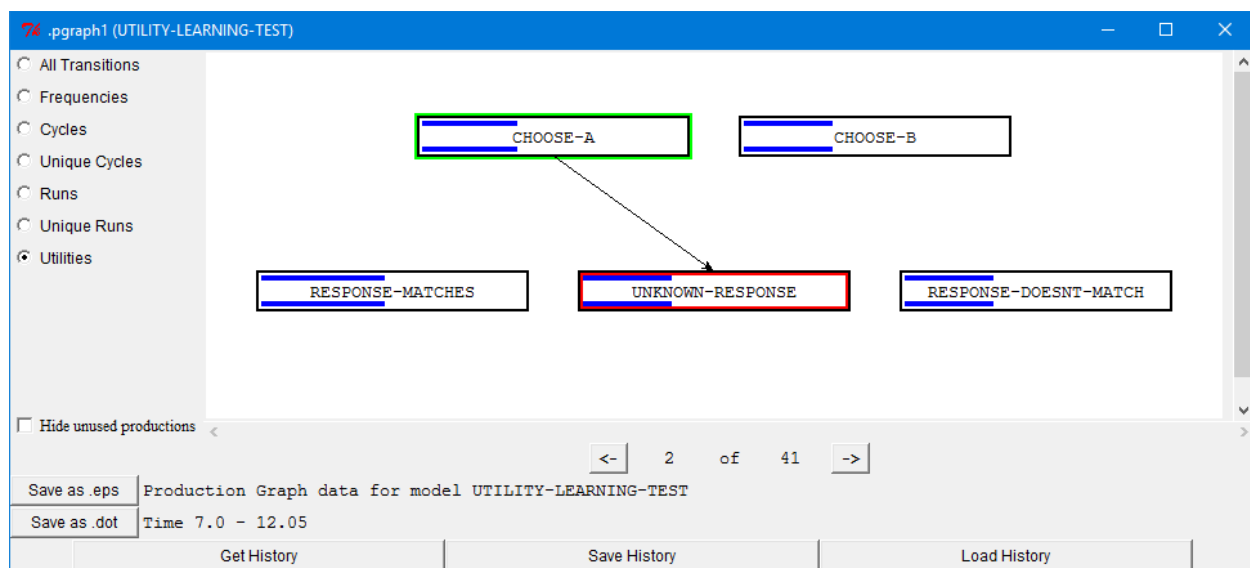 .pgraph1 (UTILITY-LEARNING-TEST)
All Transitions
Frequencies
Cycles
Unique Cycles
Runs
Unique Runs
Utilities
CHOOSE-A
CHOOSE-B
RESPONSE-MATCHES
UNKNOWN-RESPONSE
RESPONSE-DOESNT-MATCH
Hide unused productions
<- 2 of 41 ->
Save as .eps Production Graph data for model UTILITY-LEARNING-TEST
Save as .dot Time 7.0 - 12.05
Get History Save History Load History